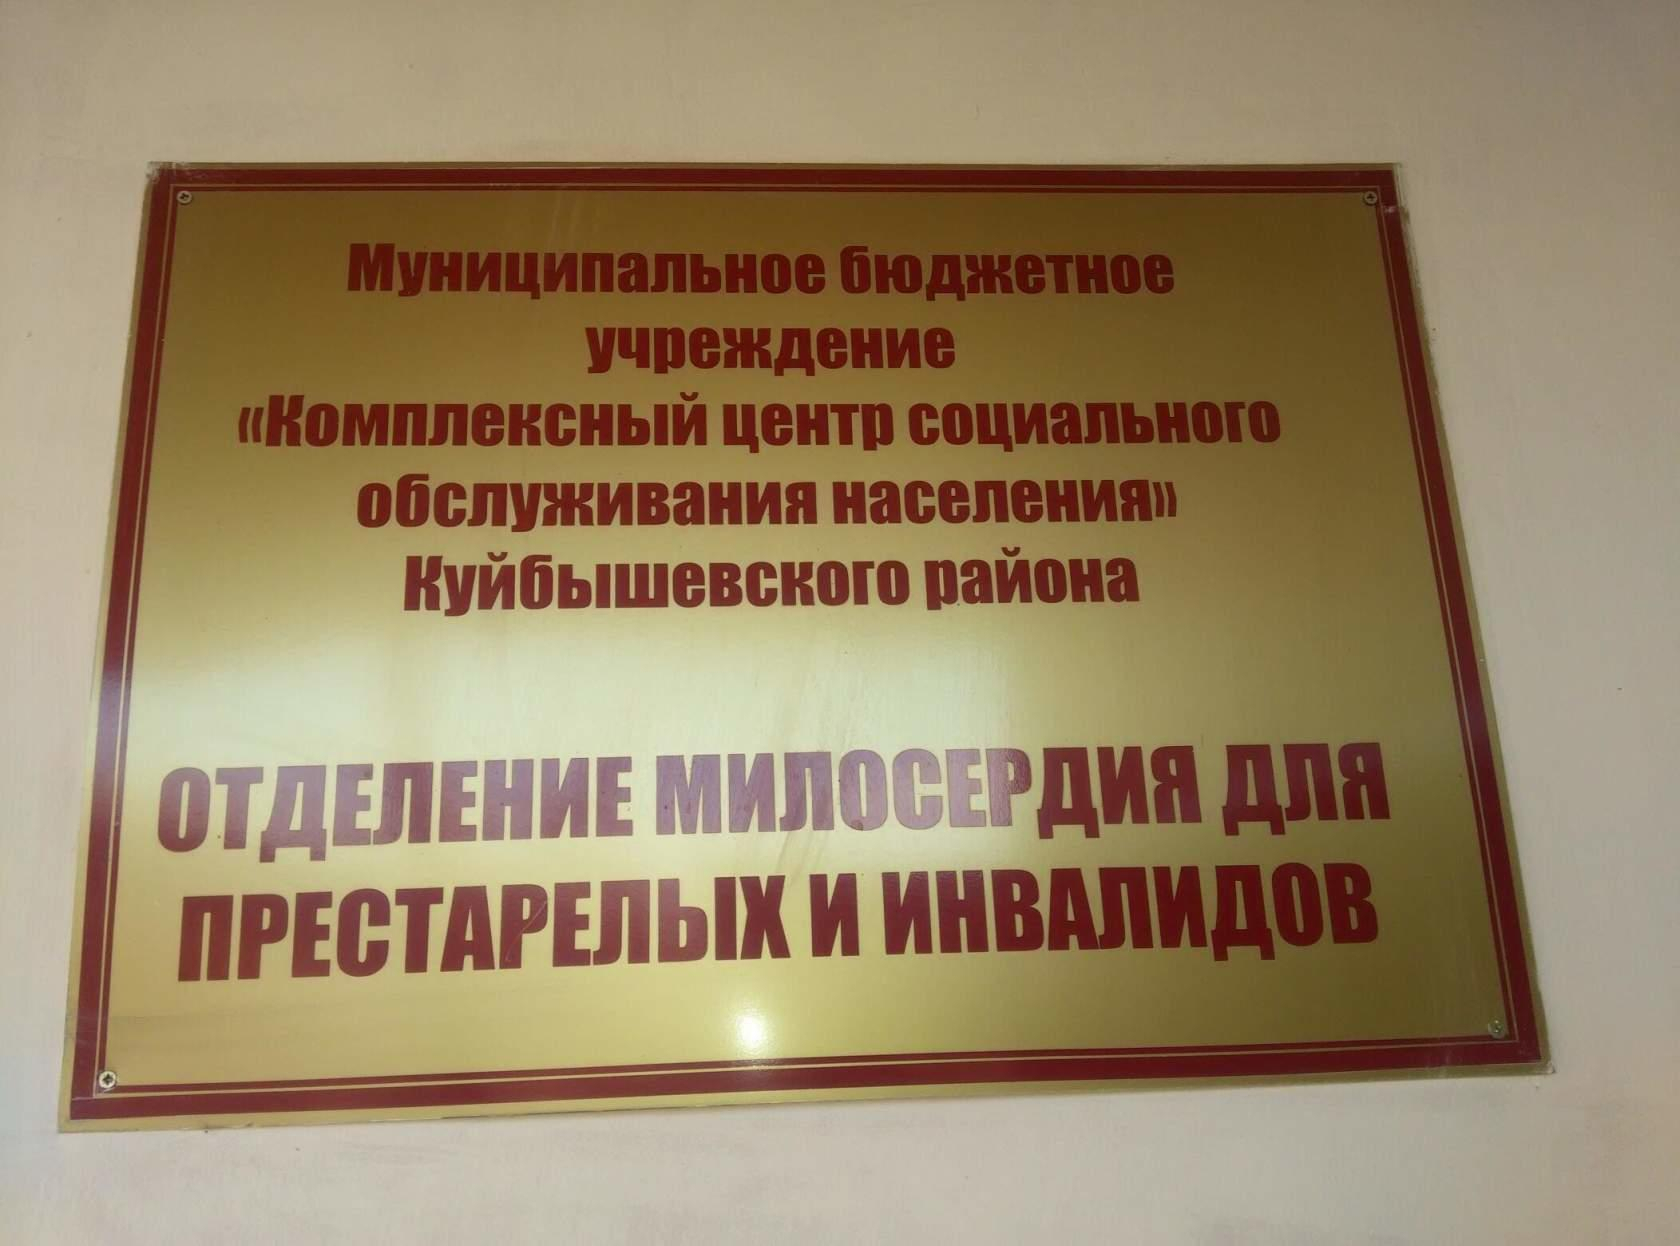 Муниципальное бюджетное
учреждение
«Комплексный центр социального
обслуживания населения»
Куйбышевского района
ОТДЕЛЕНИЕ МИЛОСЕРДИЯ ДЛЯ
ПРЕСТАРЕЛЫХ И ИНВАЛИДОВ